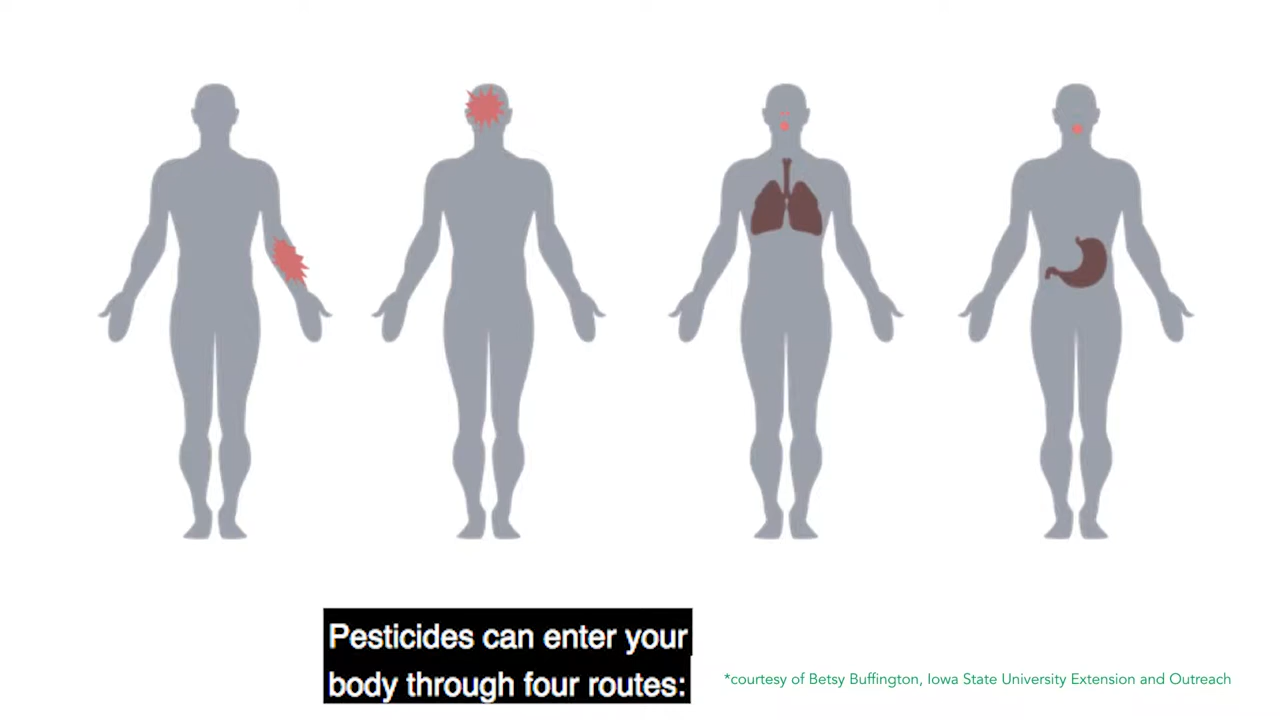 Pesticides can enter your
body through four routes:
*courtesy of Betsy Buffington, Iowa State University Extension and Outreach